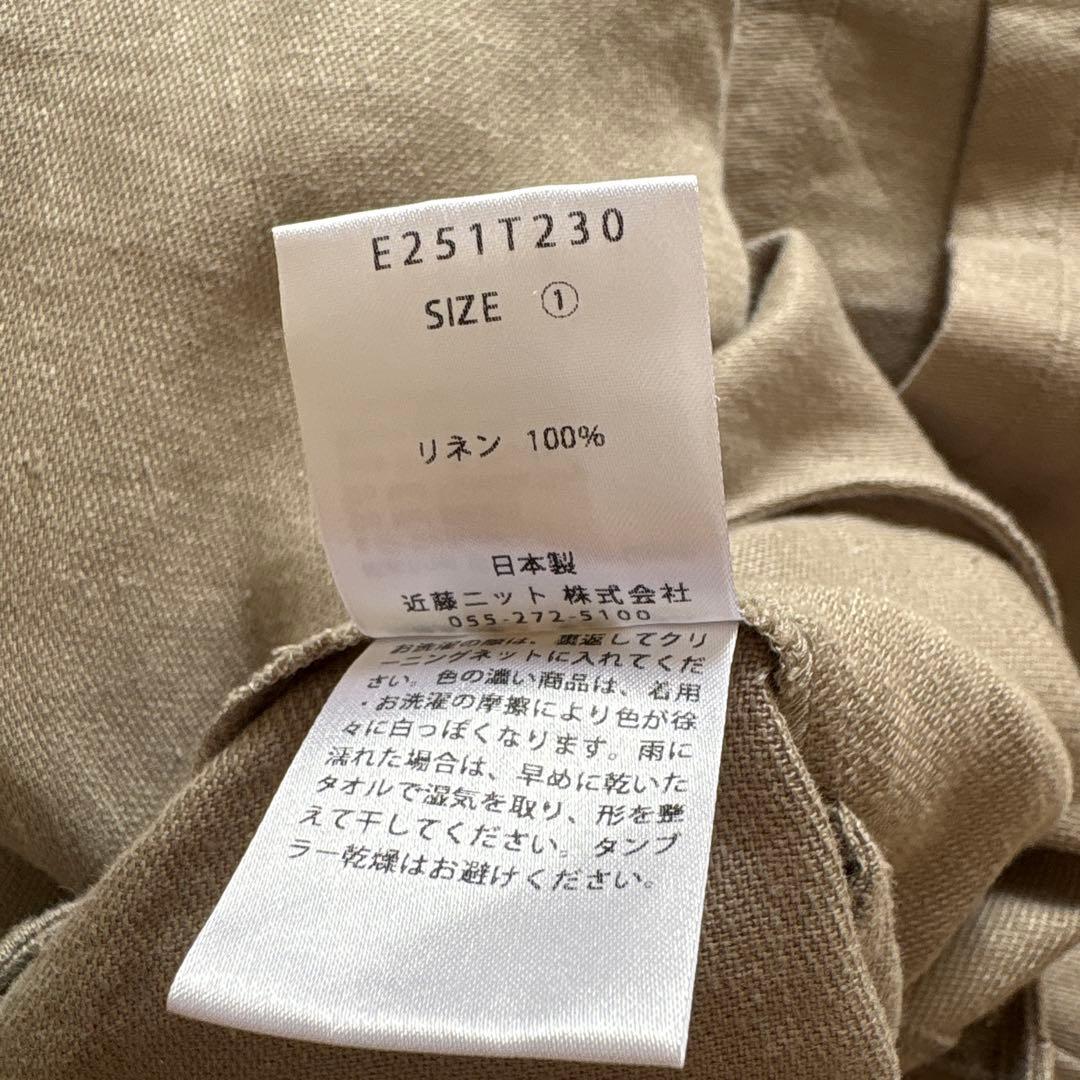 E251T230
SIZE ①
リネン 100%
日本製
近藤ニット 株式会社
055-272-5100
お洗濯の際は、裏返してクリ
ーニングネットに入れてくだ
さい。色の濃い商品は、着用
・お洗濯の摩擦により色が徐
々に白っぽくなります。雨に
濡れた場合は、早めに乾いた
タオルで湿気を取り、形を整
えて干してください。タンブ
ラー乾燥はお避けください。